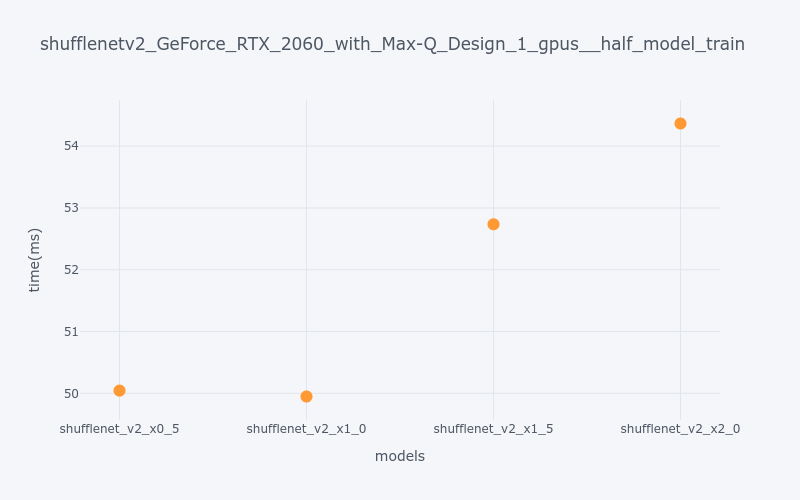 shufflenetv2_GeForce_RTX_2060_with_Max-Q_Design_1_gpus__half_model_train
54
53
52
51
50
time(ms)
shufflenet_v2_x0_5
shufflenet_v2_x1_0
shufflenet_v2_x1_5
shufflenet_v2_x2_0
models